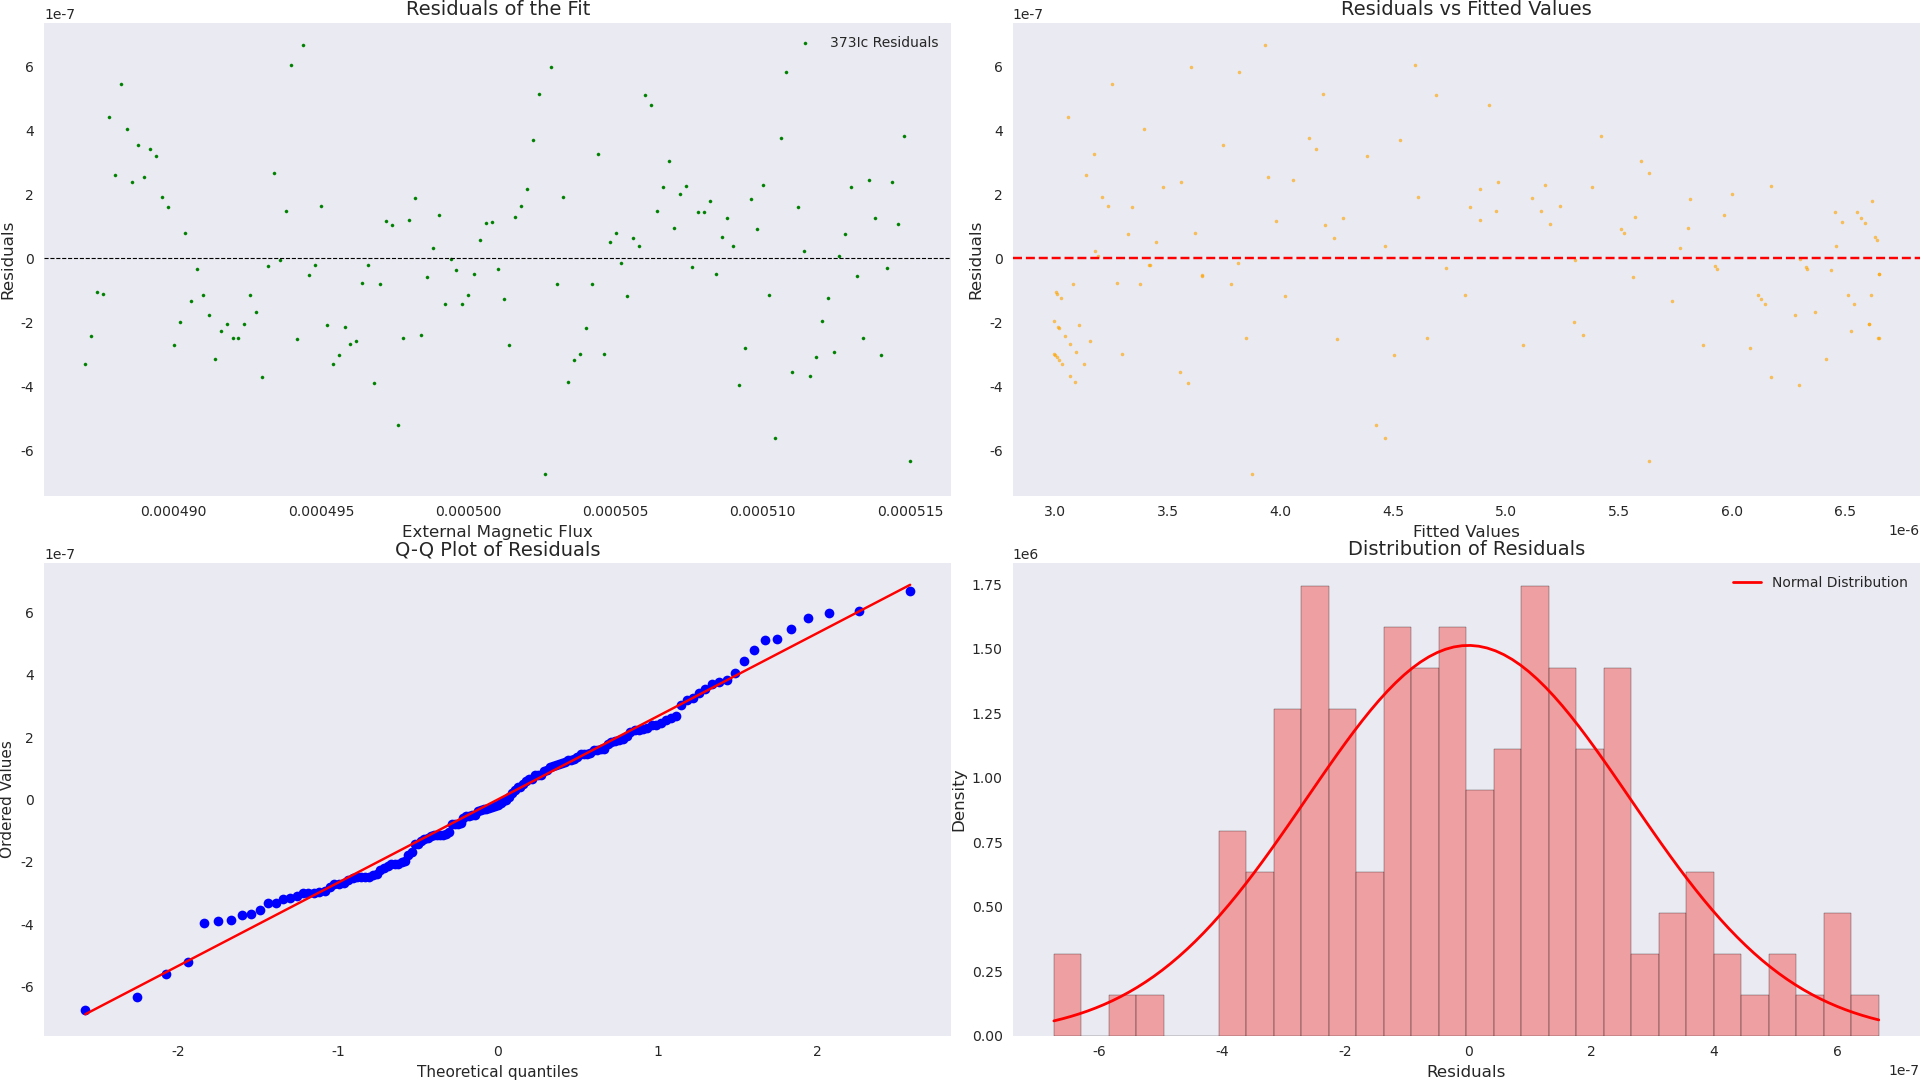 Residuals of the Fit
1e-7
373Ic Residuals
6
4
2
0
-2
-4
-6
Residuals
0.000490 0.000495 0.000500 0.000505 0.000510 0.000515
External Magnetic Flux
Residuals vs Fitted Values
1e-7
6
4
2
0
-2
-4
-6
Residuals
3.0 3.5 4.0 4.5 5.0 5.5 6.0 6.5
Fitted Values
1e-6
Q-Q Plot of Residuals
1e-7
6
4
2
0
-2
-4
-6
Ordered Values
-2 -1 0 1 2
Theoretical quantiles
Distribution of Residuals
1e6
Normal Distribution
1.75
1.50
1.25
1.00
0.75
0.50
0.25
0.00
Density
-6 -4 -2 0 2 4 6
Residuals
1e-7